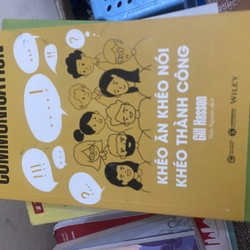 COMMUNICATION
...
!
..?
!!!
?...
KHÉO ĂN KHÉO NÓI
KHÉO THÀNH CÔNG
Gill Hasson
WILEY